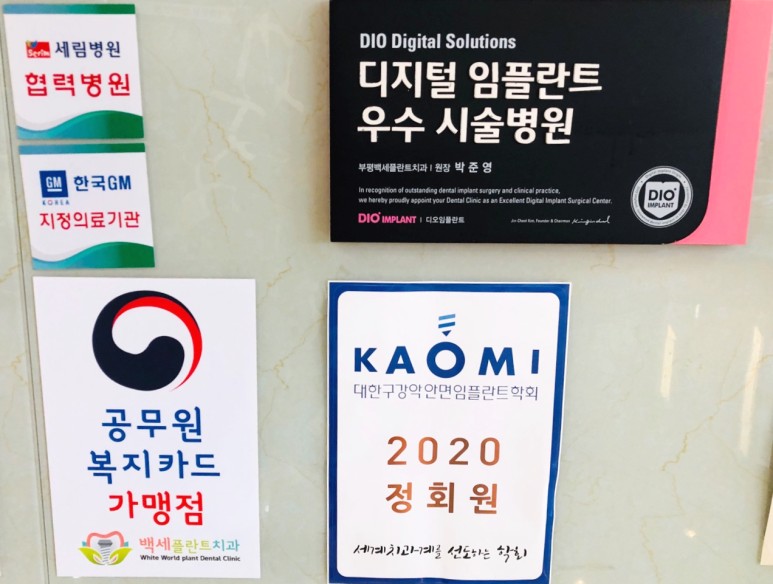 Serim 세림병원
협력병원
GM 한국GM
KOREA
지정의료기관
DIO Digital Solutions
디지털 임플란트
우수 시술병원
부평백세플란트치과 | 원장 박준영
In recognition of outstanding dental implant surgery and clinical practice,
we hereby proudly appoint your Dental Clinic as an Excellent Digital Implant Surgical Center.
DIO IMPLANT | 디오임플란트
DIO
IMPLANT
공무원
복지카드
가맹점
백세플란트치과
White World plant Dental Clinic
KAOMI
대한구강악안면임플란트학회
2020
정회원
세계치과계를 선도하는 학회